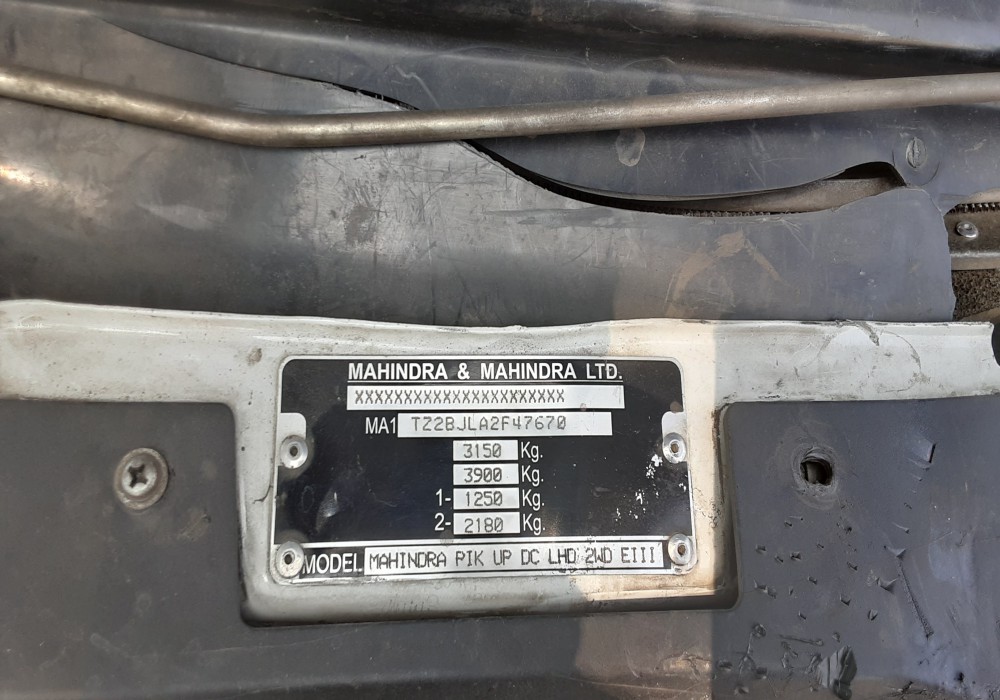 MAHINDRA & MAHINDRA LTD.
XXXXXXXXXXXXXXXXXXXXXX
MA1 TZ2BJLA2F47670
3150 Kg.
3900 Kg.
1- 1250 Kg.
2- 2180 Kg.
MODEL MAHINDRA PIK UP DC LHD 2WD EIII